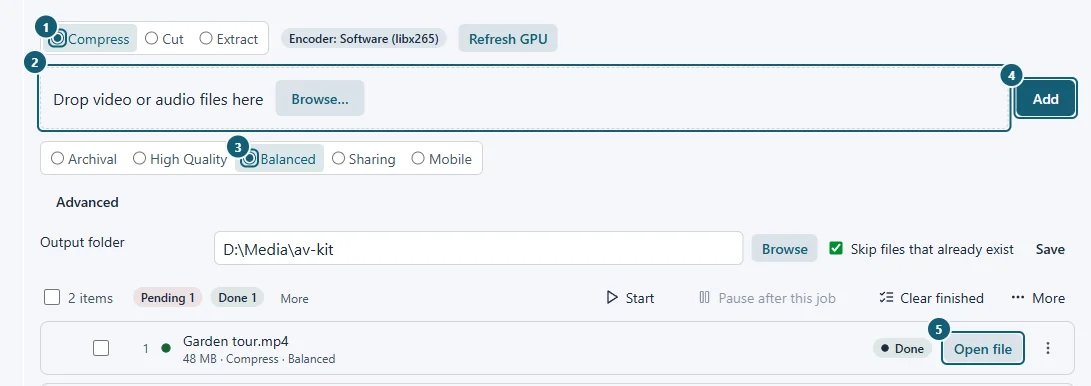 1
Compress Cut Extract Encoder: Software (libx265) Refresh GPU
2
Drop video or audio files here Browse... 4 Add
3
Archival High Quality Balanced Sharing Mobile
Advanced
Output folder D:\Media\av-kit Browse Skip files that already exist Save
2 items Pending 1 Done 1 More Start Pause after this job Clear finished More
5
1 Garden tour.mp4 Done Open file
48 MB · Compress · Balanced